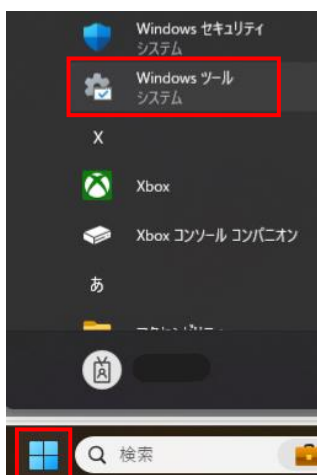 Windows セキュリティ
システム
Windows ツール
システム
X
Xbox
Xbox コンソール コンパニオン
あ
検索